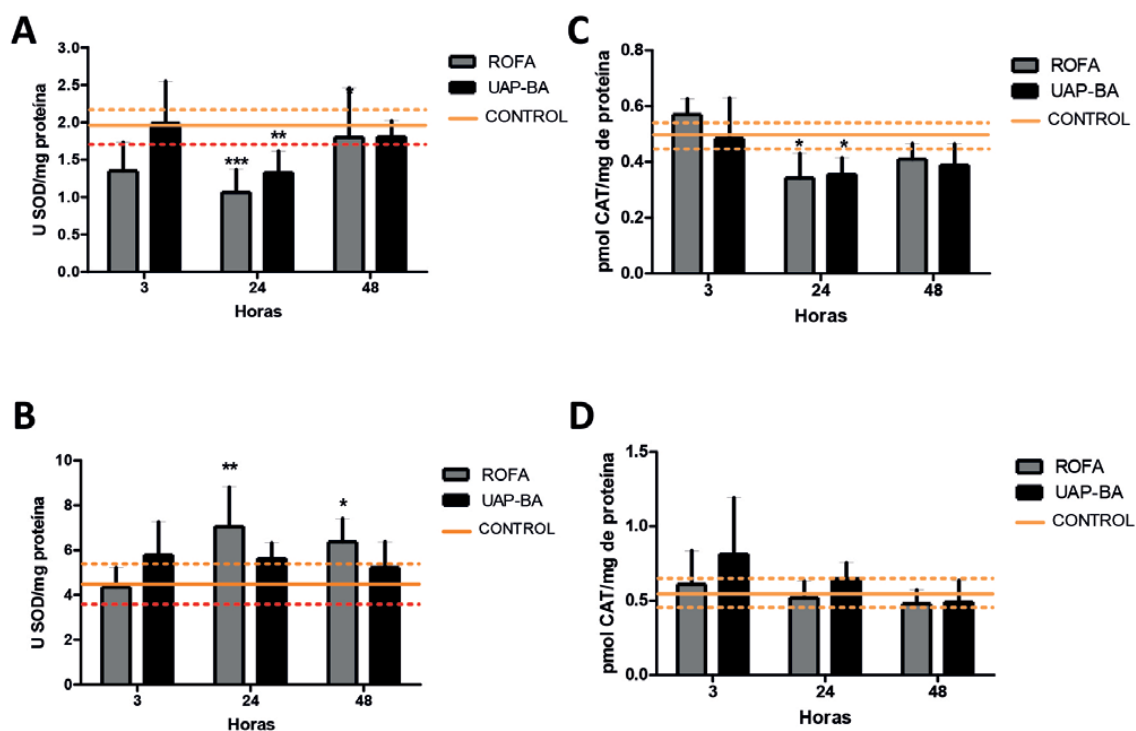 A
U SOD/mg proteína
3.0
2.5
2.0
1.5
1.0
0.5
0.0
***
**
*
3
24
48
Horas
ROFA
UAP-BA
CONTROL
C
pmol CAT/mg de proteína
0.8
0.6
0.4
0.2
0.0
*
*
3
24
48
Horas
ROFA
UAP-BA
CONTROL
B
U SOD/mg proteína
10
8
6
4
2
0
**
*
3
24
48
Horas
ROFA
UAP-BA
CONTROL
D
pmol CAT/mg de proteína
1.5
1.0
0.5
0.0
3
24
48
Horas
ROFA
UAP-BA
CONTROL